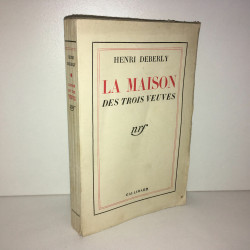 HENRI DEBERLY
LA MAISON
DES TROIS VEUVES
nrf
GALLIMARD